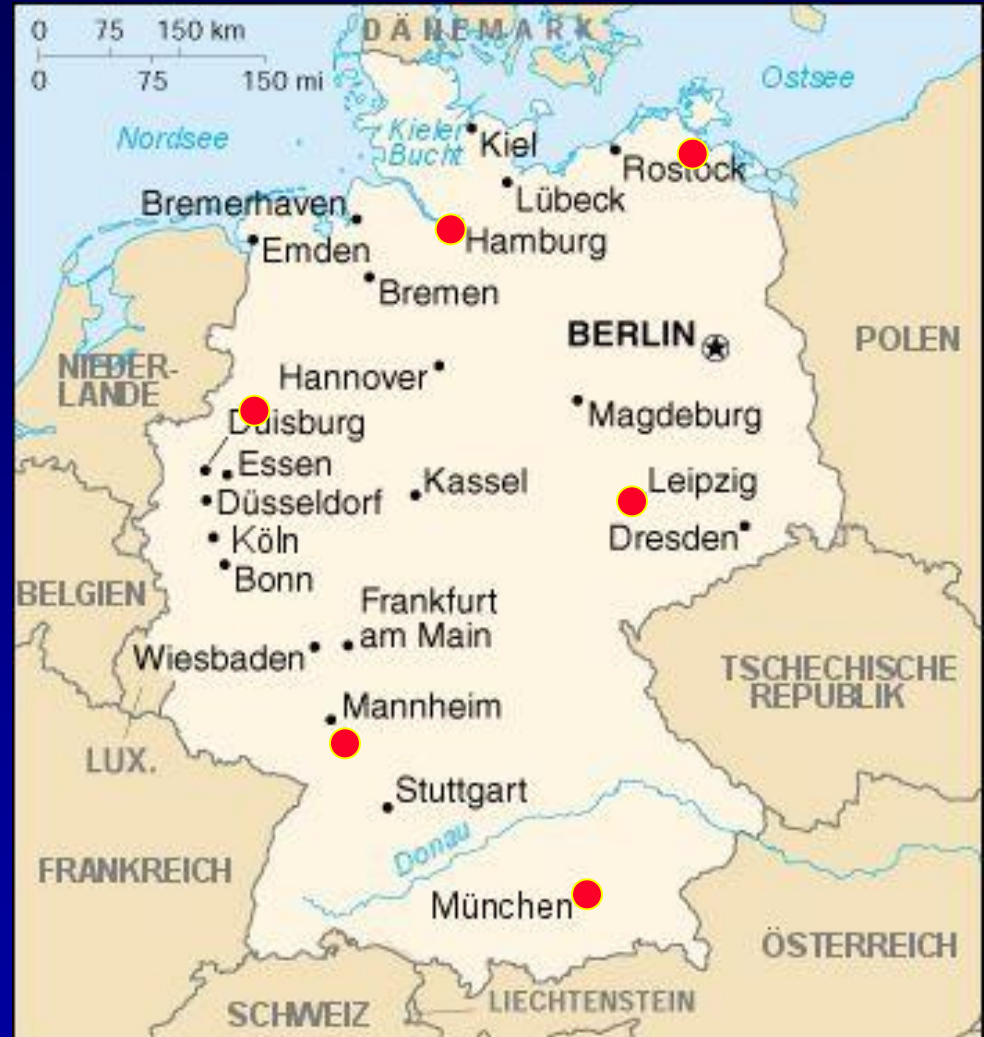 0 75 150 km
0 75 150 mi
DÄNEMARK
Ostsee
Nordsee
Kieler
Bucht
Kiel
Rostock
Lübeck
Bremerhaven
Hamburg
Emden
Bremen
BERLIN
POLEN
NIEDER-
LANDE
Hannover
Magdeburg
Duisburg
Essen
Kassel
Leipzig
Düsseldorf
Dresden
Köln
Bonn
BELGIEN
Frankfurt
am Main
Wiesbaden
TSCHECHISCHE
REPUBLIK
Mannheim
LUX.
Stuttgart
Donau
FRANKREICH
München
ÖSTERREICH
LIECHTENSTEIN
SCHWEIZ